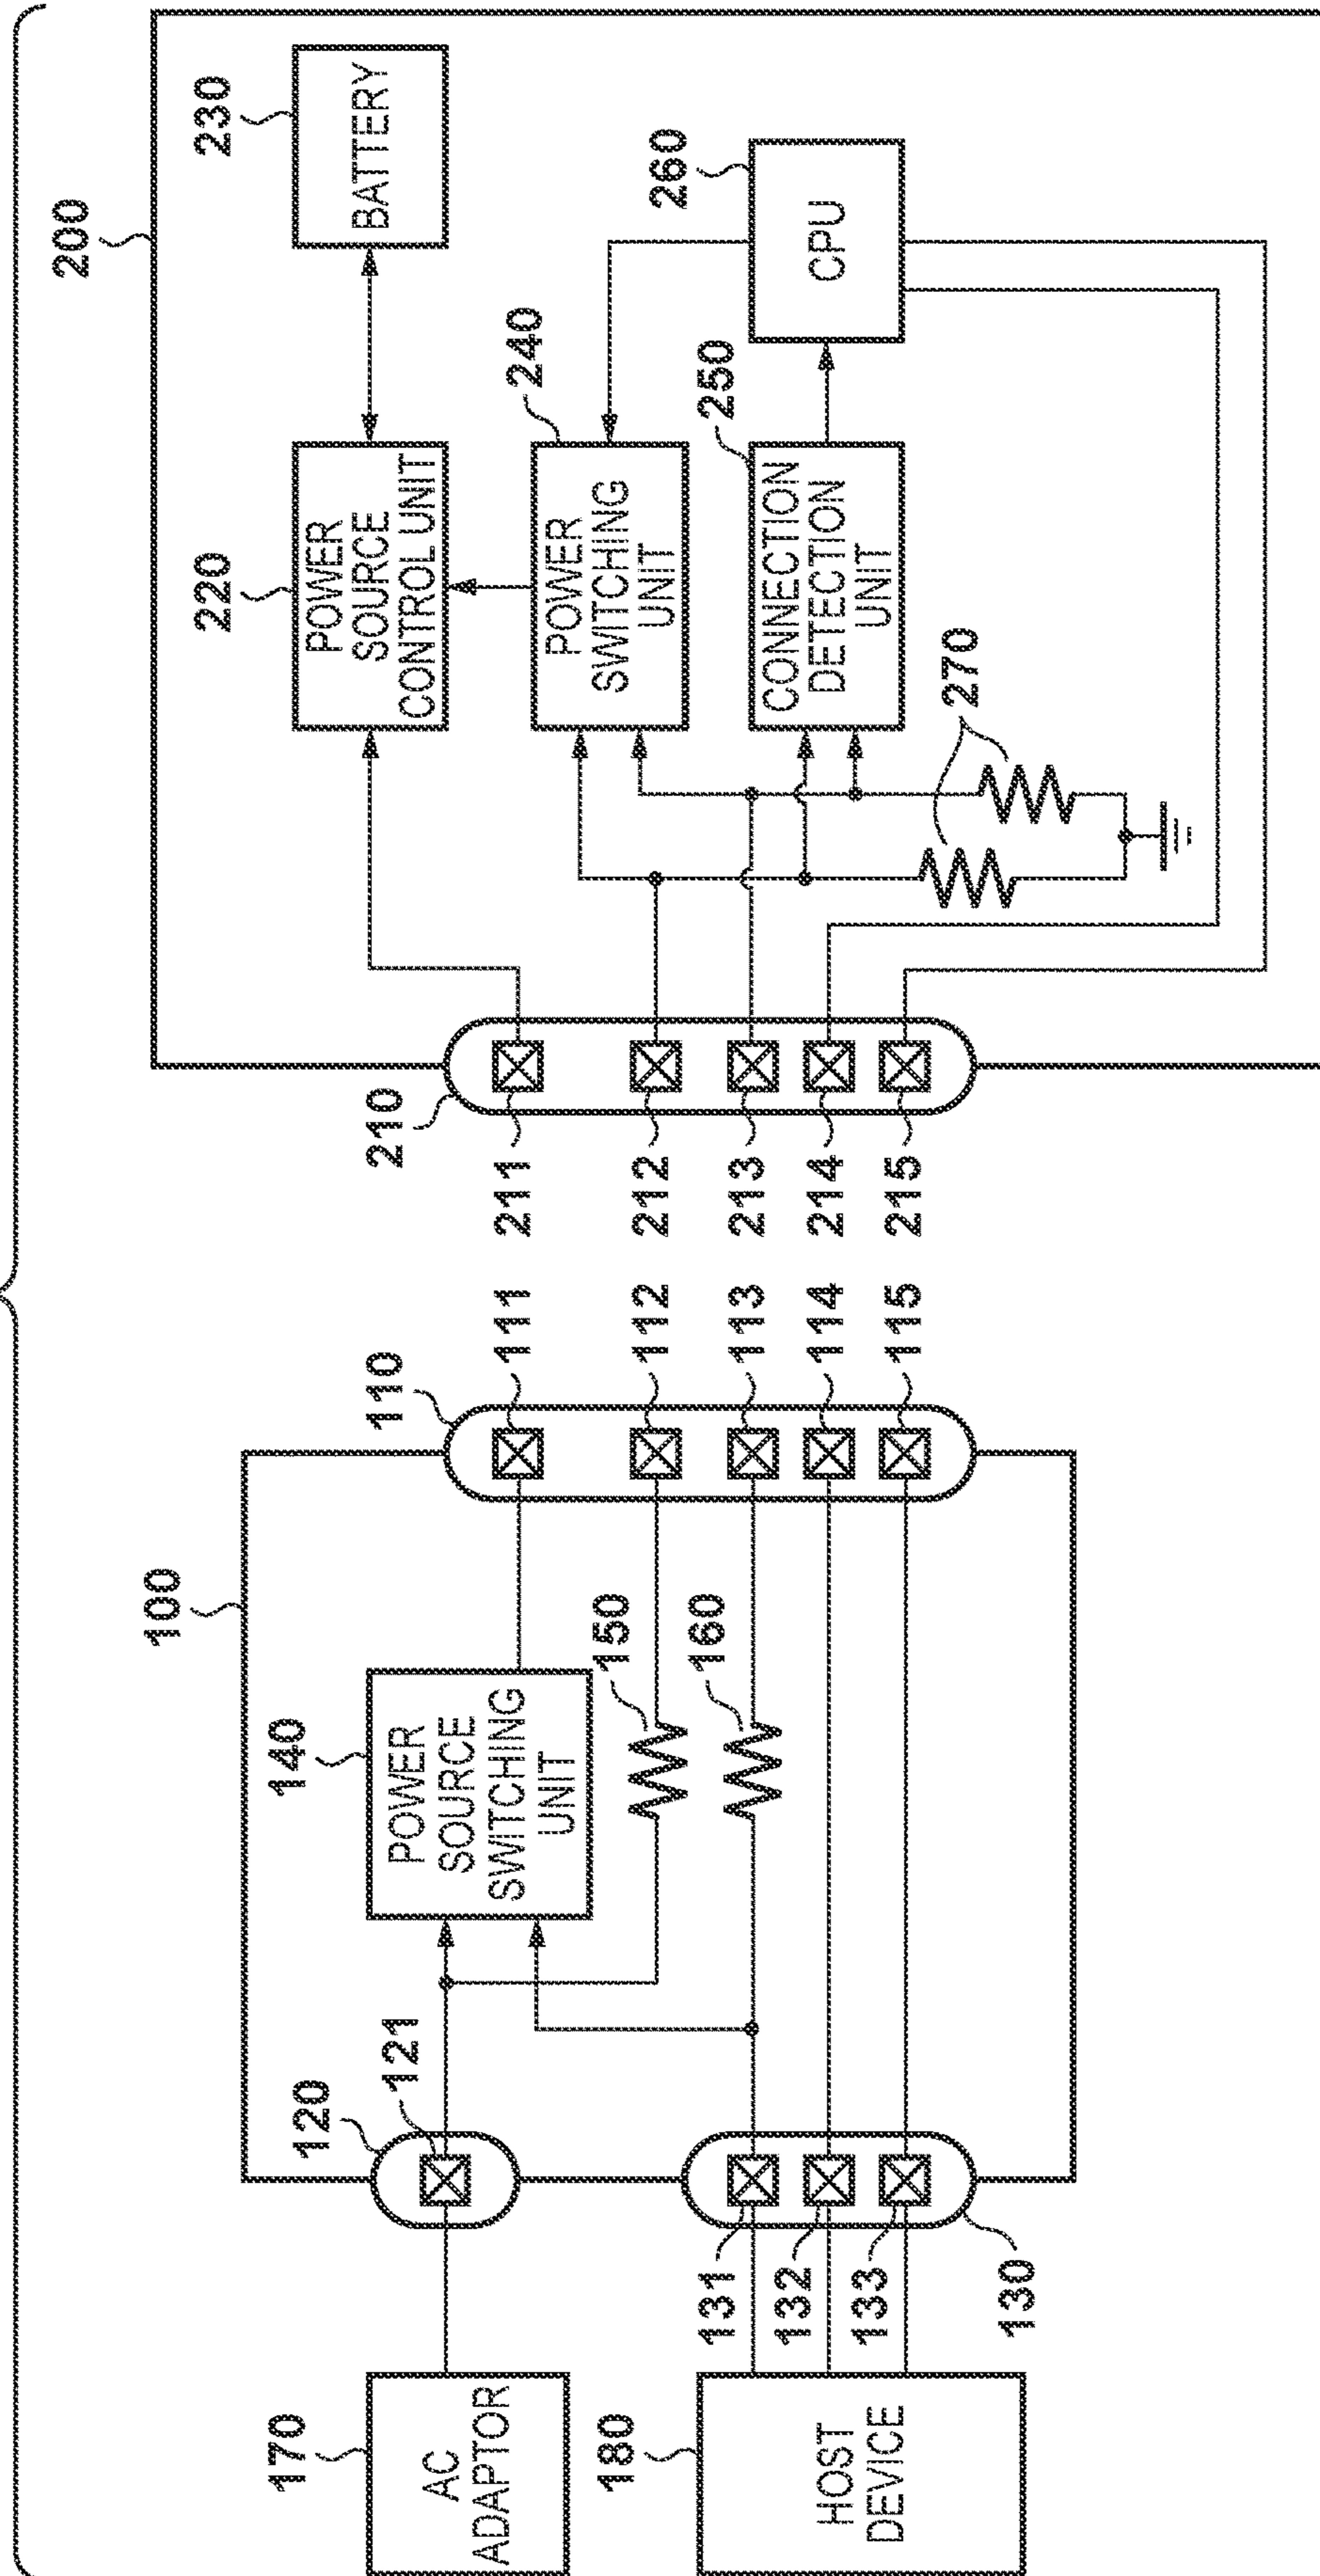 200
230
BATTERY
220
POWER
SOURCE
CONTROL UNIT
240
POWER
SWITCHING
UNIT
260
CPU
250
CONNECTION
DETECTION
UNIT
270
210
211
212
213
214
215
100
110
111
112
113
114
115
140
POWER
SOURCE
SWITCHING
UNIT
150
160
120
121
131
132
133
130
170
AC
ADAPTOR
180
HOST
DEVICE